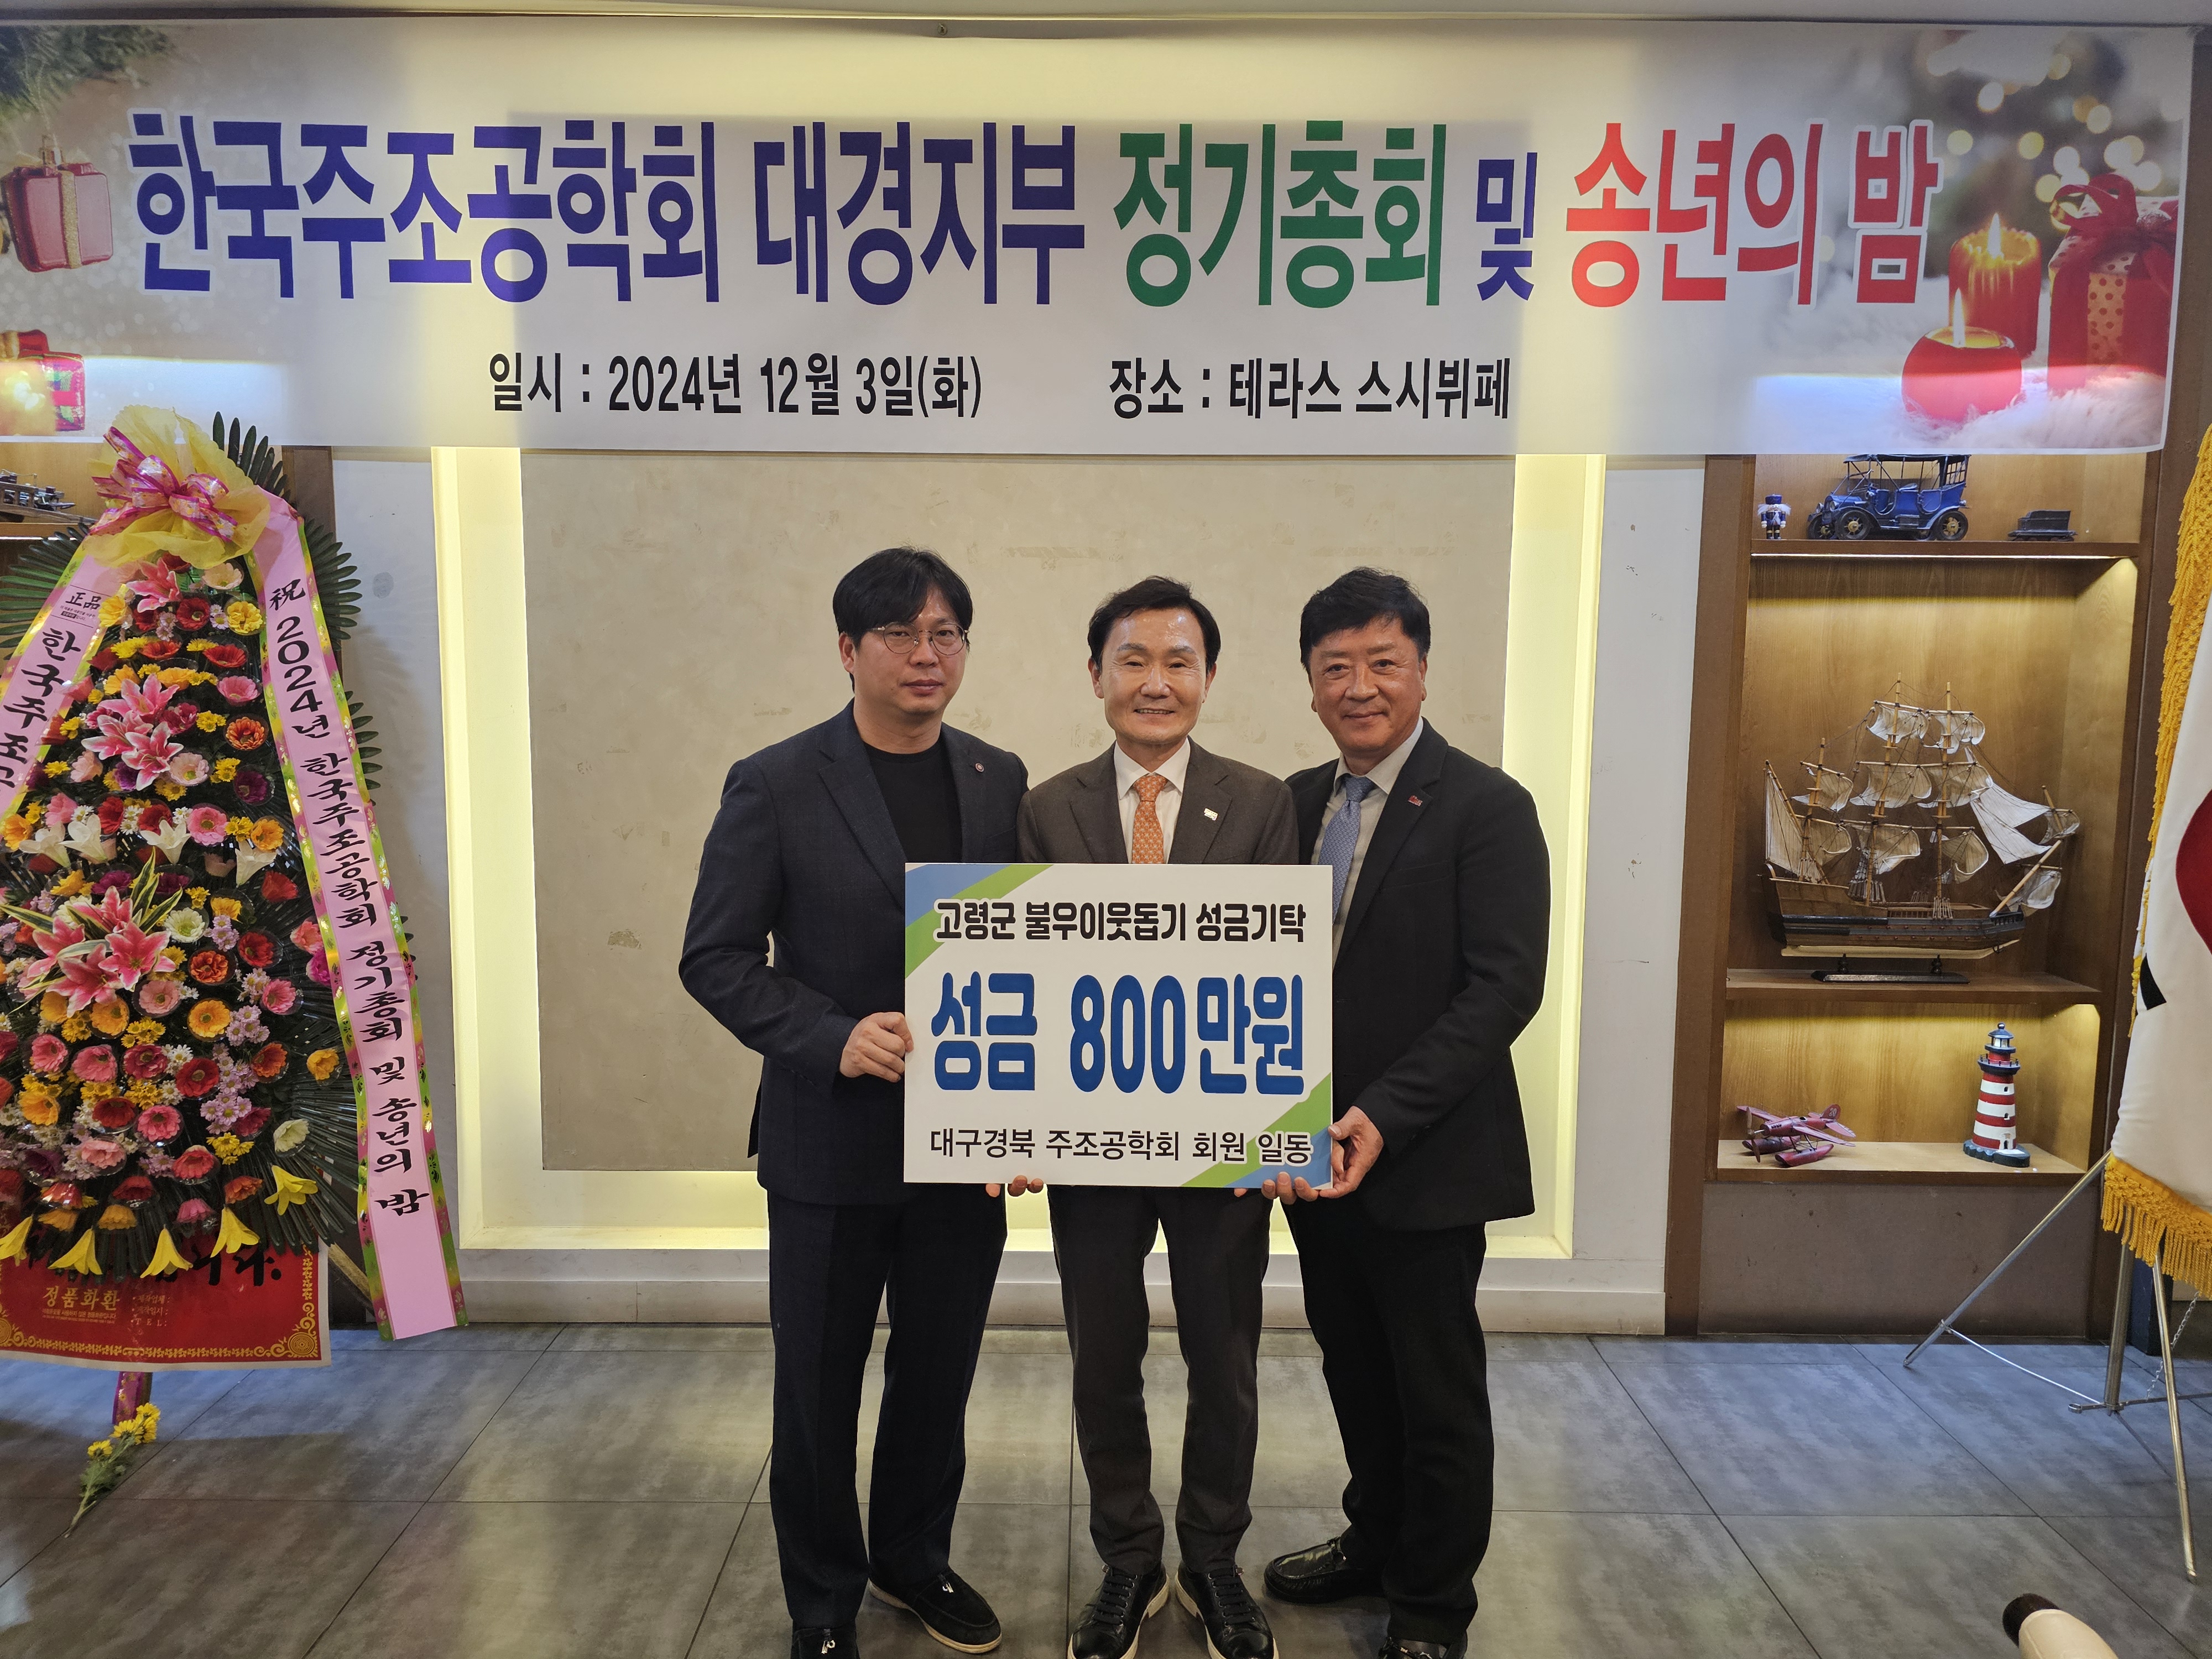 한국주조공학회 대경지부 정기총회 및 송년의 밤
일시 : 2024년 12월 3일(화) 장소 : 테라스 스시뷔페
正品
한국주조
祝 2024년 한국주조공학회 정기총회 및 송년의 밤
고령군 불우이웃돕기 성금기탁
성금 800만원
대구경북 주조공학회 회원 일동
정품화환
TEL: